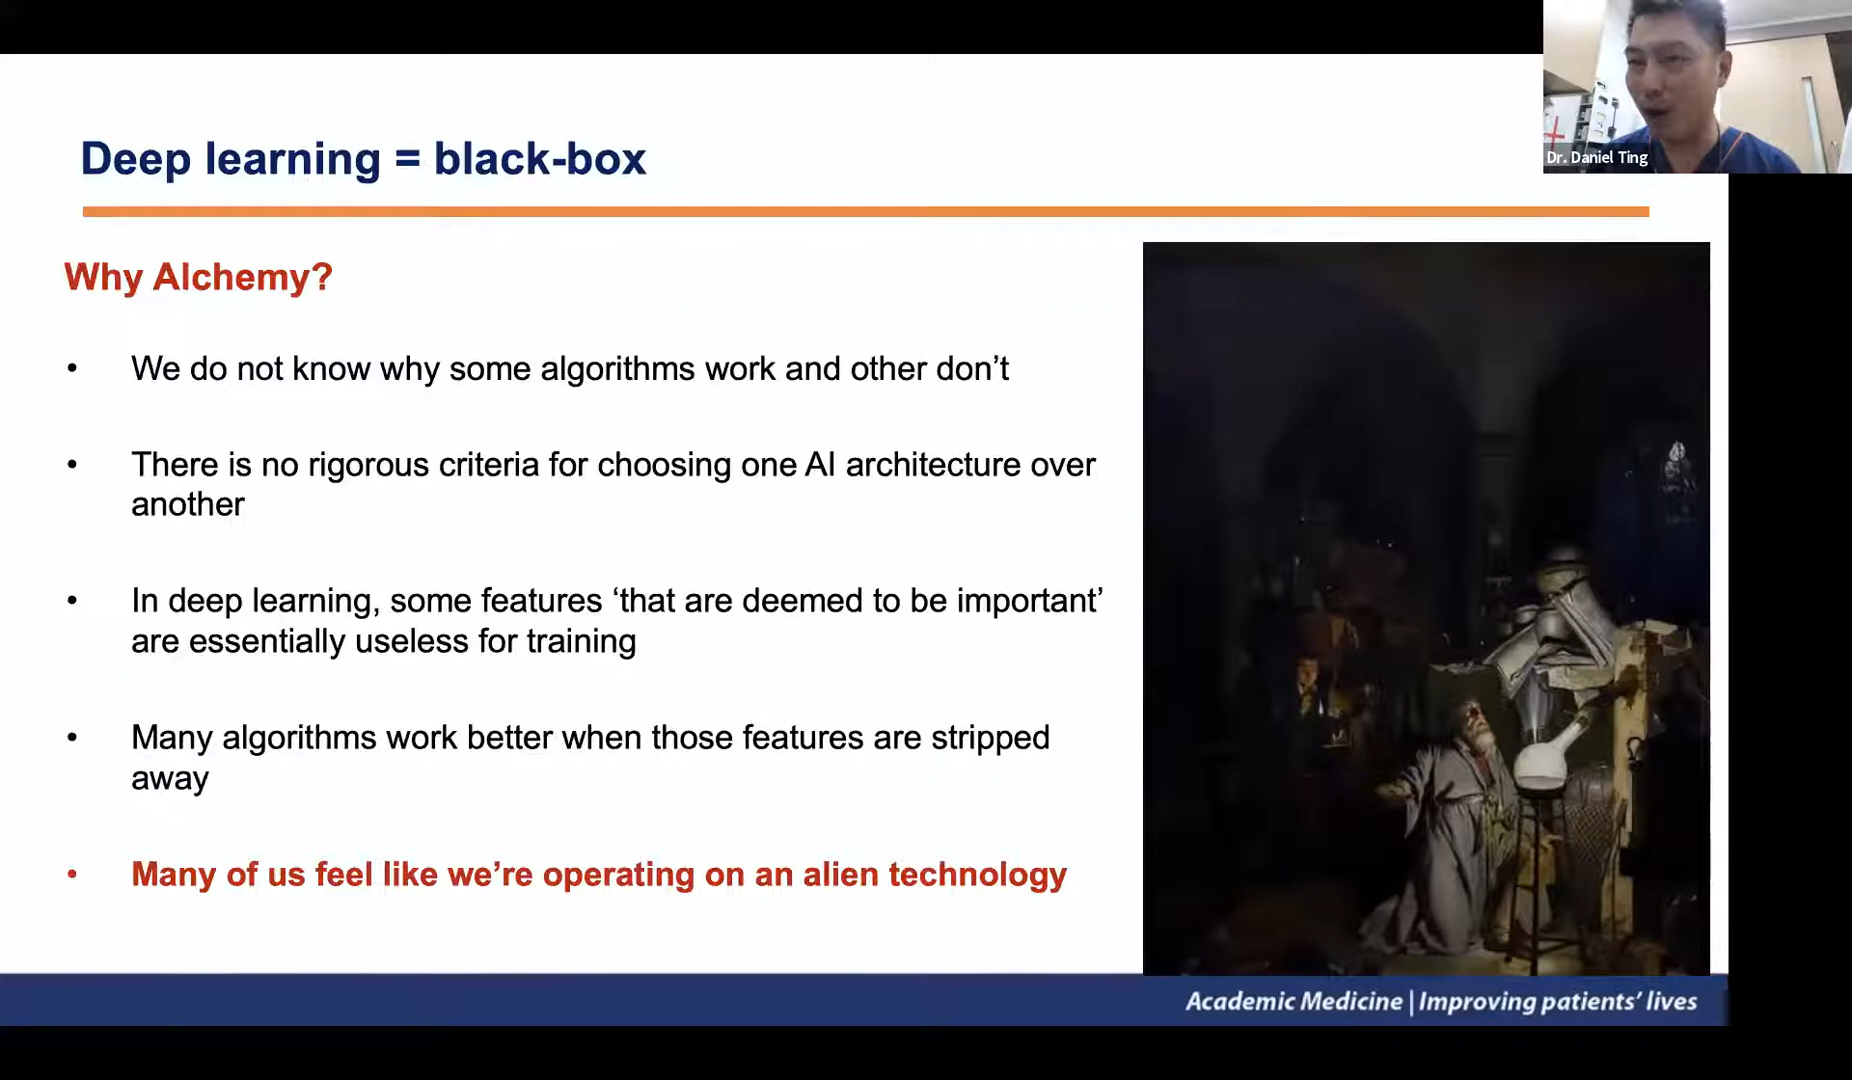 Dr. Daniel Ting
Deep learning = black-box
Why Alchemy?
• We do not know why some algorithms work and other don’t
• There is no rigorous criteria for choosing one AI architecture over
another
• In deep learning, some features ‘that are deemed to be important’
are essentially useless for training
• Many algorithms work better when those features are stripped
away
• Many of us feel like we’re operating on an alien technology
Academic Medicine | Improving patients’ lives